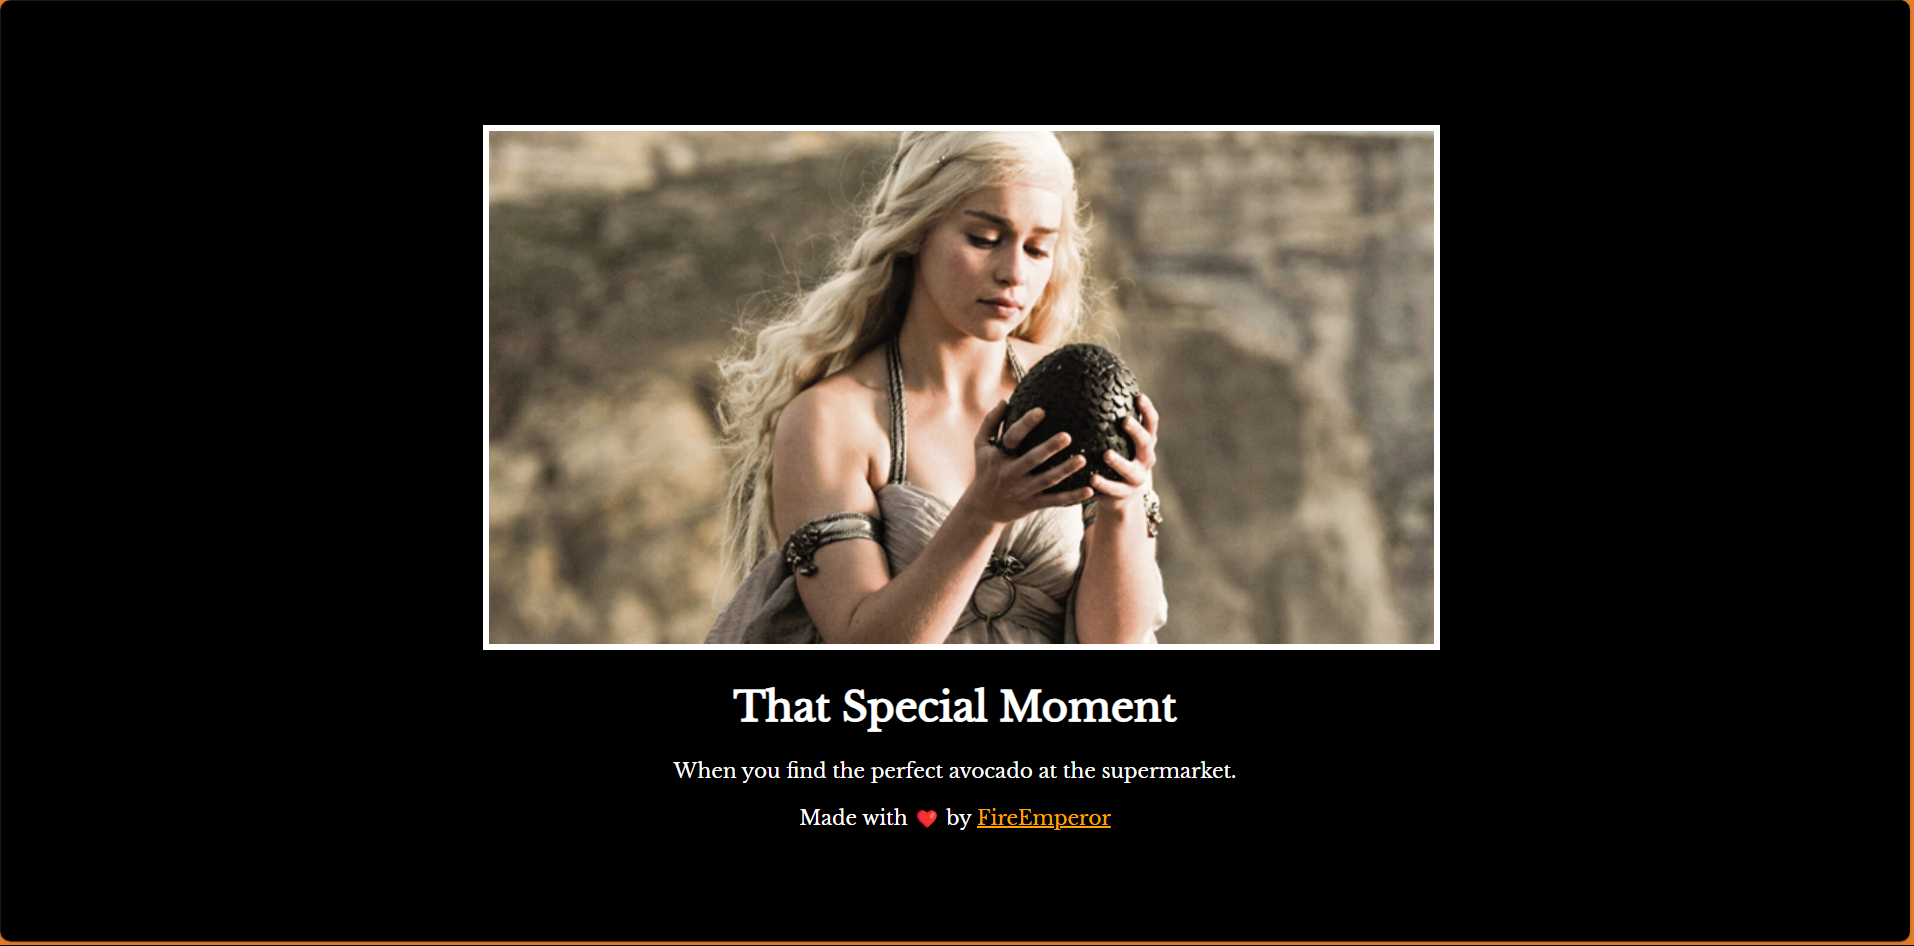 That Special Moment
When you find the perfect avocado at the supermarket.
Made with ❤️ by FireEmperor